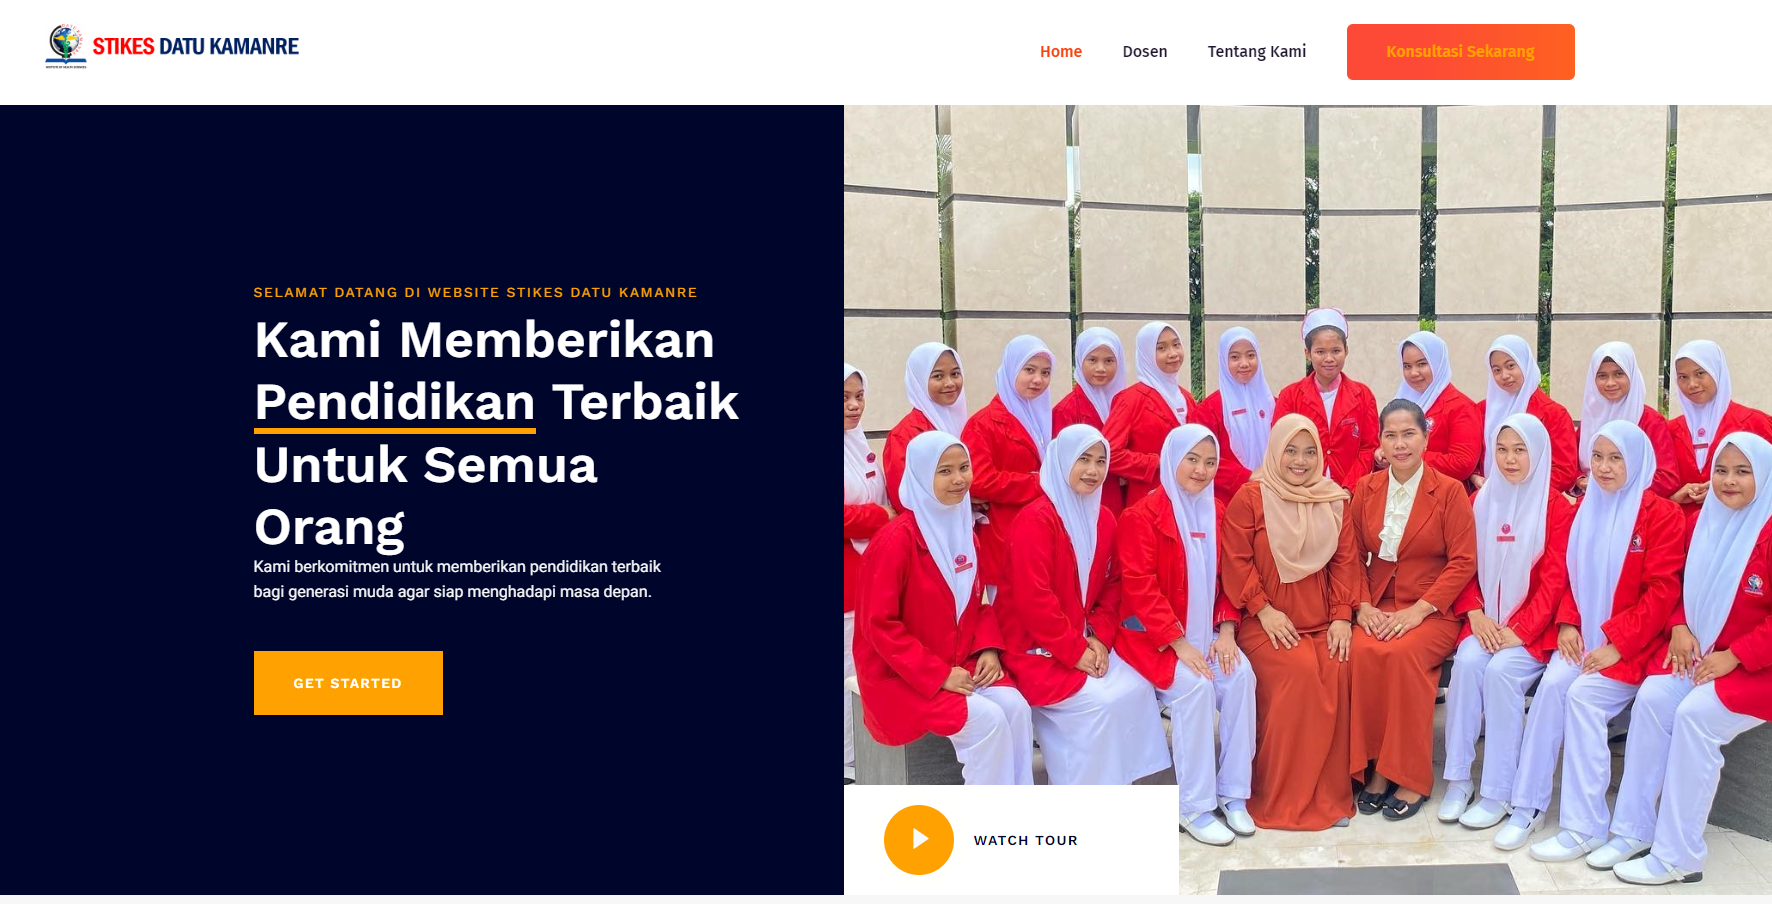 STIKES DATU KAMANRE
Home
Dosen
Tentang Kami
Konsultasi Sekarang
SELAMAT DATANG DI WEBSITE STIKES DATU KAMANRE
Kami Memberikan
Pendidikan Terbaik
Untuk Semua
Orang
Kami berkomitmen untuk memberikan pendidikan terbaik
bagi generasi muda agar siap menghadapi masa depan.
GET STARTED
WATCH TOUR